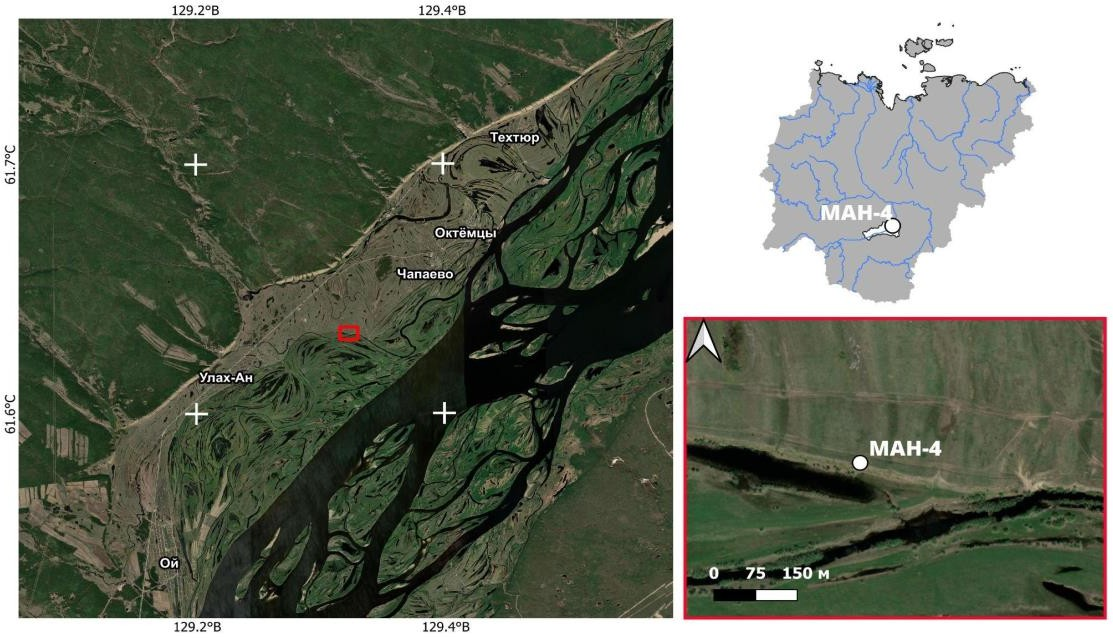 129.2°В
129.4°В
61.7°С
61.6°С
Техтюр
Октёмцы
Чапаево
Улах-Ан
Ой
129.2°В
129.4°В
МАН-4
МАН-4
0 75 150 м